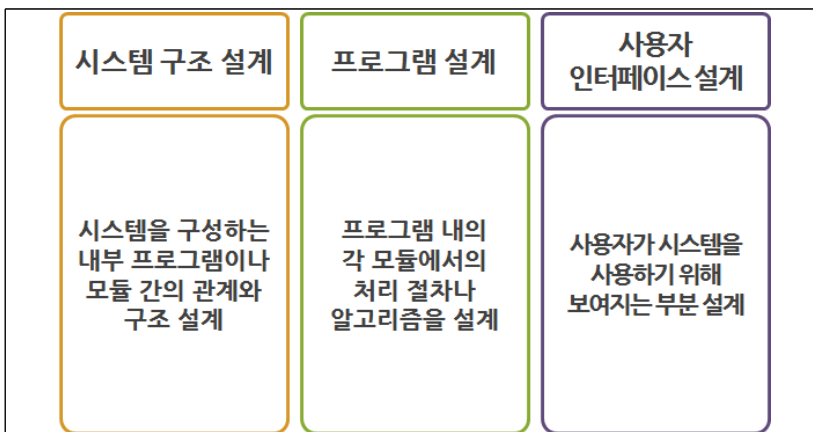 시스템 구조 설계
프로그램 설계
사용자
인터페이스 설계
시스템을 구성하는
내부 프로그램이나
모듈 간의 관계와
구조 설계
프로그램 내의
각 모듈에서의
처리 절차나
알고리즘을 설계
사용자가 시스템을
사용하기 위해
보여지는 부분 설계